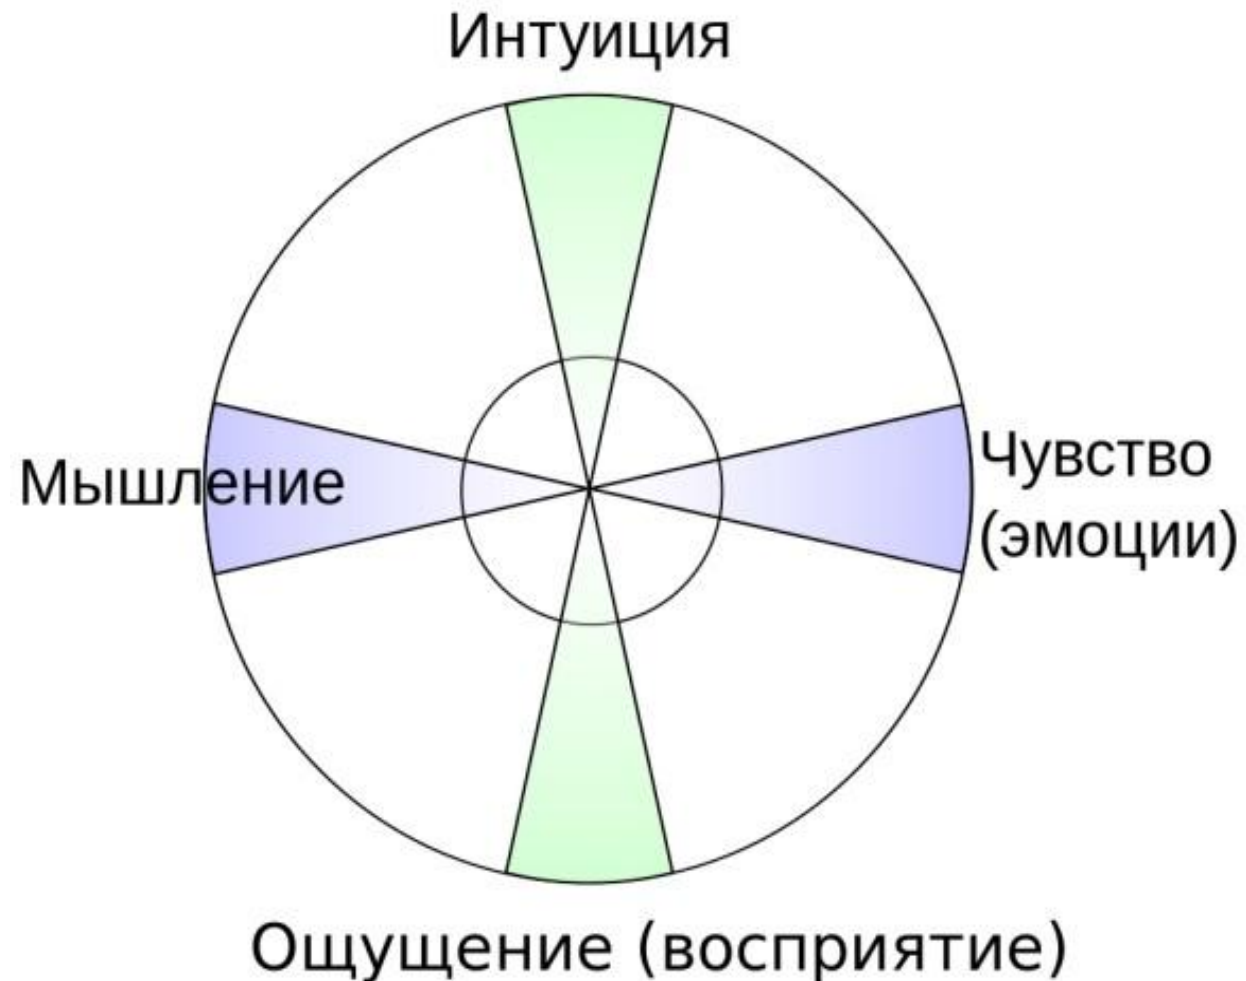 Интуиция
Мышление
Чувство
(эмоции)
Ощущение (восприятие)